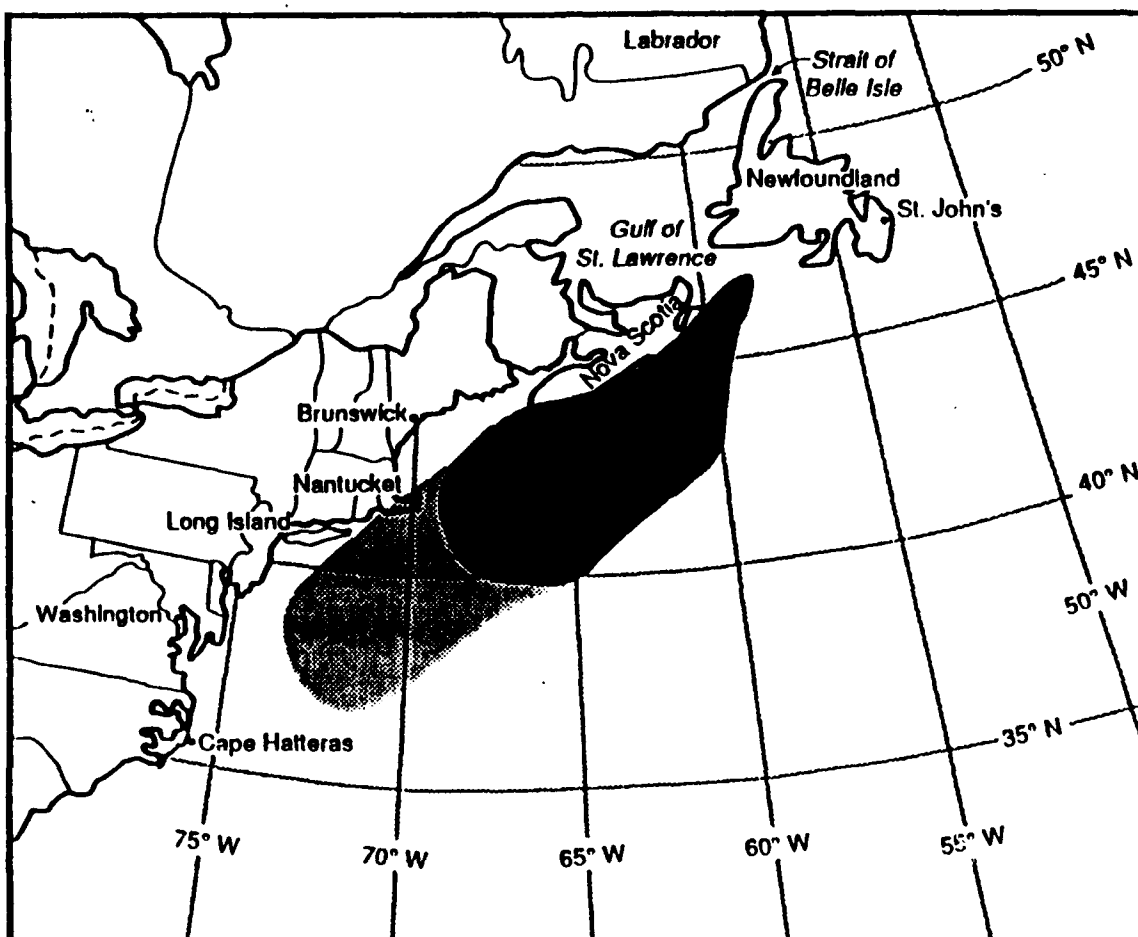 Labrador
Strait of
Belle Isle
50° N
Newfoundland
St. John's
Gulf of
St. Lawrence
45° N
Nova Scotia
Brunswick
Nantucket
40° N
Long Island
50° W
Washington
Cape Hatteras
35° N
75° W
70° W
65° W
60° W
55° W